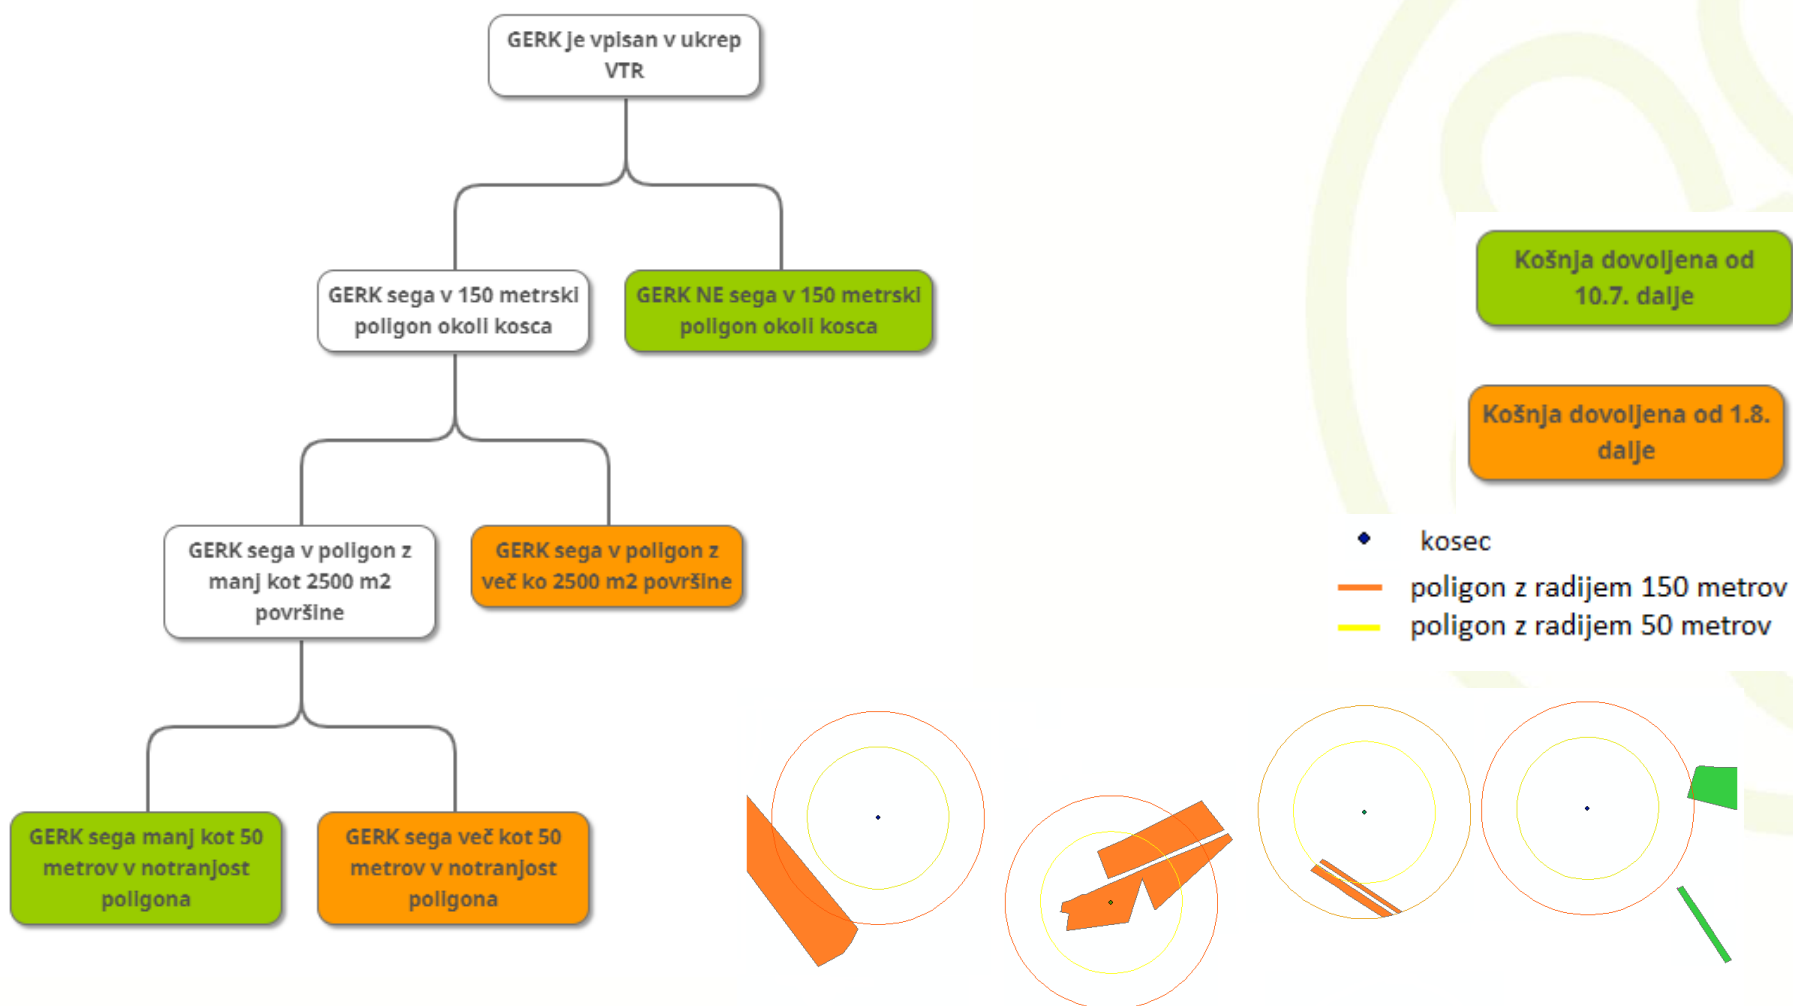 GERK je vpisan v ukrep
VTR
GERK sega v 150 metrski
poligon okoli kosca
GERK NE sega v 150 metrski
poligon okoli kosca
Košnja dovoljena od
10.7. dalje
Košnja dovoljena od 1.8.
dalje
GERK sega v poligon z
manj kot 2500 m2
površine
GERK sega v poligon z
več ko 2500 m2 površine
kosec
poligon z radijem 150 metrov
poligon z radijem 50 metrov
GERK sega manj kot 50
metrov v notranjost
poligona
GERK sega več kot 50
metrov v notranjost
poligona